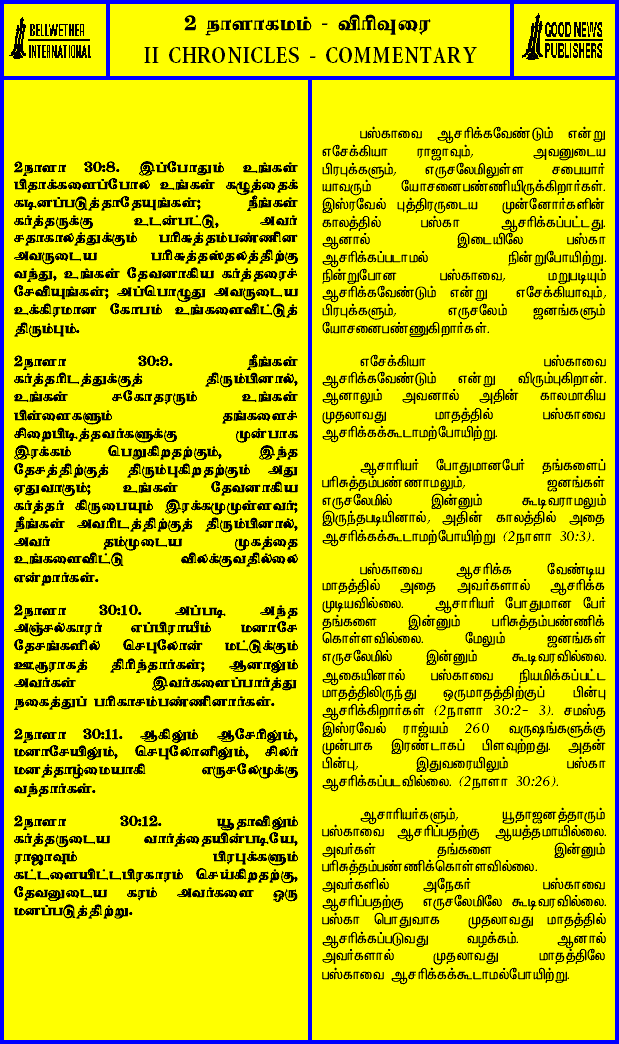 BELLWETHER
INTERNATIONAL
2 நாளாகமம் - விரிவுரை
II CHRONICLES - COMMENTARY
GOOD NEWS
PUBLISHERS
2நாளா 30:8. இப்போதும் உங்கள்
பிதாக்களைப்போல உங்கள் கழுத்தைக்
கடினப்படுத்தாதேயுங்கள்; நீங்கள்
கர்த்தருக்கு உடன்பட்டு, அவர்
சதாகாலத்துக்கும் பரிசுத்தம்பண்ணின
அவருடைய பரிசுத்தஸ்தலத்திற்கு
வந்து, உங்கள் தேவனாகிய கர்த்தரைச்
சேவியுங்கள்; அப்பொழுது அவருடைய
உக்கிரமான கோபம் உங்களைவிட்டுத்
திரும்பும்.
2நாளா 30:9. நீங்கள்
கர்த்தரிடத்துக்குத் திரும்பினால்,
உங்கள் சகோதரரும் உங்கள்
பிள்ளைகளும் தங்களைச்
சிறைபிடித்தவர்களுக்கு முன்பாக
இரக்கம் பெறுகிறதற்கும், இந்த
தேசத்திற்குத் திரும்புகிறதற்கும் அது
ஏதுவாகும்; உங்கள் தேவனாகிய
கர்த்தர் கிருபையும் இரக்கமுமுள்ளவர்;
நீங்கள் அவரிடத்திற்குத் திரும்பினால்,
அவர் தம்முடைய முகத்தை
உங்களைவிட்டு விலக்குவதில்லை
என்றார்கள்.
2நாளா 30:10. அப்படி அந்த
அஞ்சல்காரர் எப்பிராயீம் மனாசே
தேசங்களில் செபுலோன் மட்டுக்கும்
ஊரூராகத் திரிந்தார்கள்; ஆனாலும்
அவர்கள் இவர்களைப்பார்த்து
நகைத்துப் பரிகாசம்பண்ணினார்கள்.
2நாளா 30:11. ஆகிலும் ஆசேரிலும்,
மனாசேயிலும், செபுலோனிலும், சிலர்
மனத்தாழ்மையாகி எருசலேமுக்கு
வந்தார்கள்.
2நாளா 30:12. யூதாவிலும்
கர்த்தருடைய வார்த்தையின்படியே,
ராஜாவும் பிரபுக்களும்
கட்டளையிட்டபிரகாரம் செய்கிறதற்கு,
தேவனுடைய கரம் அவர்களை ஒரு
மனப்படுத்திற்று.
பஸ்காவை ஆசரிக்கவேண்டும் என்று
எசேக்கியா ராஜாவும், அவனுடைய
பிரபுக்களும், எருசலேமிலுள்ள சபையார்
யாவரும் யோசனைபண்ணியிருக்கிறார்கள்.
இஸ்ரவேல் புத்திரருடைய முன்னோர்களின்
காலத்தில் பஸ்கா ஆசரிக்கப்பட்டது.
ஆனால் இடையிலே பஸ்கா
ஆசரிக்கப்படாமல் நின்றுபோயிற்று.
நின்றுபோன பஸ்காவை, மறுபடியும்
ஆசரிக்கவேண்டும் என்று எசேக்கியாவும்,
பிரபுக்களும், எருசலேம் ஜனங்களும்
யோசனைபண்ணுகிறார்கள்.
எசேக்கியா பஸ்காவை
ஆசரிக்கவேண்டும் என்று விரும்புகிறான்.
ஆனாலும் அவனால் அதின் காலமாகிய
முதலாவது மாதத்தில் பஸ்காவை
ஆசரிக்கக்கூடாமற்போயிற்று.
ஆசாரியர் போதுமானபேர் தங்களைப்
பரிசுத்தம்பண்ணாமலும், ஜனங்கள்
எருசலேமில் இன்னும் கூடிவராமலும்
இருந்தபடியினால், அதின் காலத்தில் அதை
ஆசரிக்கக்கூடாமற்போயிற்று (2நாளா 30:3).
பஸ்காவை ஆசரிக்க வேண்டிய
மாதத்தில் அதை அவர்களால் ஆசரிக்க
முடியவில்லை. ஆசாரியர் போதுமான பேர்
தங்களை இன்னும் பரிசுத்தம்பண்ணிக்
கொள்ளவில்லை. மேலும் ஜனங்கள்
எருசலேமில் இன்னும் கூடிவரவில்லை.
ஆகையினால் பஸ்காவை நியமிக்கப்பட்ட
மாதத்திலிருந்து ஒருமாதத்திற்குப் பின்பு
ஆசரிக்கிறார்கள் (2நாளா 30:2- 3). சமஸ்த
இஸ்ரவேல் ராஜ்யம் 260 வருஷங்களுக்கு
முன்பாக இரண்டாகப் பிளவுற்றது. அதன்
பின்பு, இதுவரையிலும் பஸ்கா
ஆசரிக்கப்படவில்லை. (2நாளா 30:26).
ஆசாரியர்களும், யூதாஜனத்தாரும்
பஸ்காவை ஆசரிப்பதற்கு ஆயத்தமாயில்லை.
அவர்கள் தங்களை இன்னும்
பரிசுத்தம்பண்ணிக்கொள்ளவில்லை.
அவர்களில் அநேகர் பஸ்காவை
ஆசரிப்பதற்கு எருசலேமிலே கூடிவரவில்லை.
பஸ்கா பொதுவாக முதலாவது மாதத்தில்
ஆசரிக்கப்படுவது வழக்கம். ஆனால்
அவர்களால் முதலாவது மாதத்திலே
பஸ்காவை ஆசரிக்கக்கூடாமல்போயிற்று.